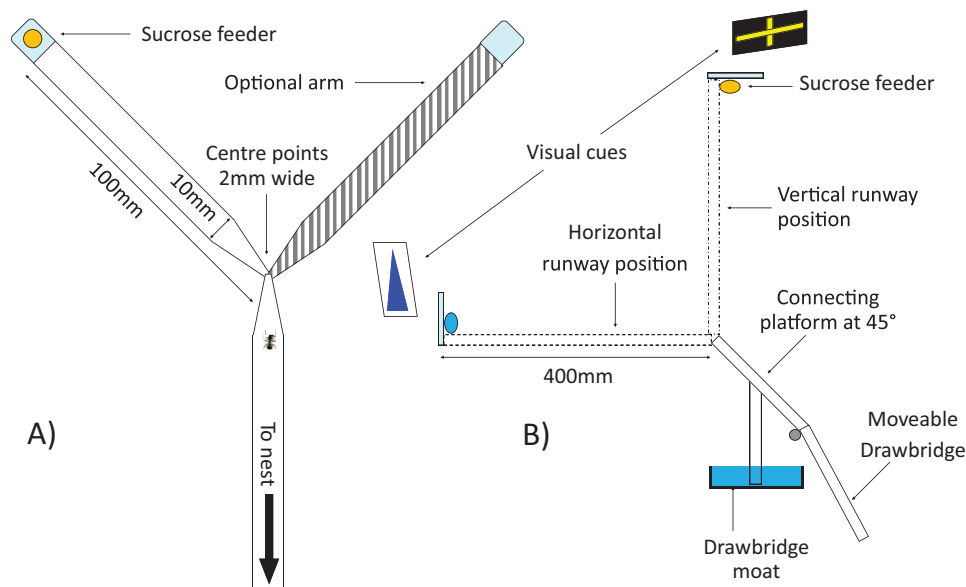 Sucrose feeder
Optional arm
Centre points
2mm wide
100mm
10mm
To nest
A)
Visual cues
Sucrose feeder
Vertical runway
position
Horizontal
runway position
Connecting
platform at 45°
400mm
B)
Moveable
Drawbridge
Drawbridge
moat